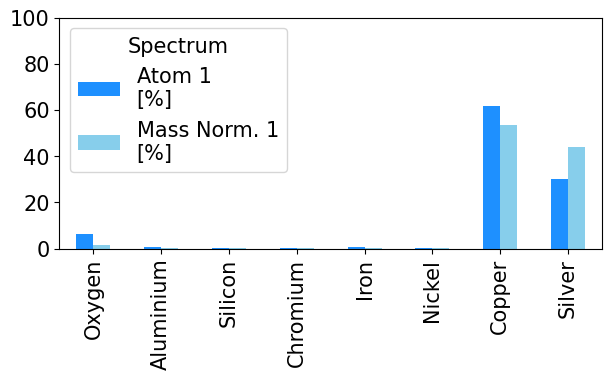 100
80
60
40
20
0
Spectrum
Atom 1
[%]
Mass Norm. 1
[%]
Oxygen
Aluminium
Silicon
Chromium
Iron
Nickel
Copper
Silver